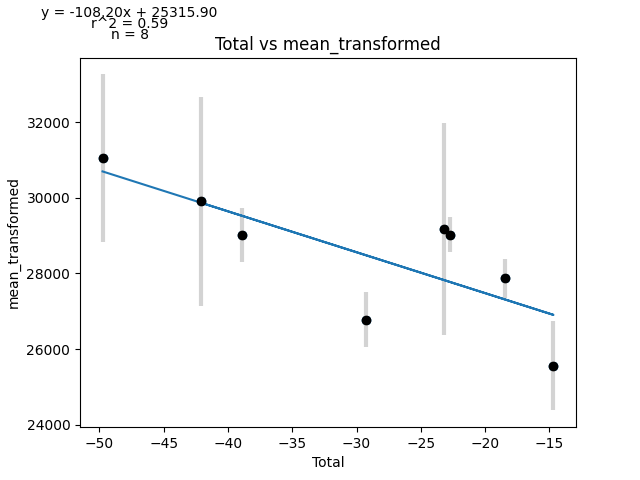 y = -108.20x + 25315.90
r^2 = 0.59
n = 8
Total vs mean_transformed
mean_transformed
32000
30000
28000
26000
24000
−50
−45
−40
−35
−30
−25
−20
−15
Total